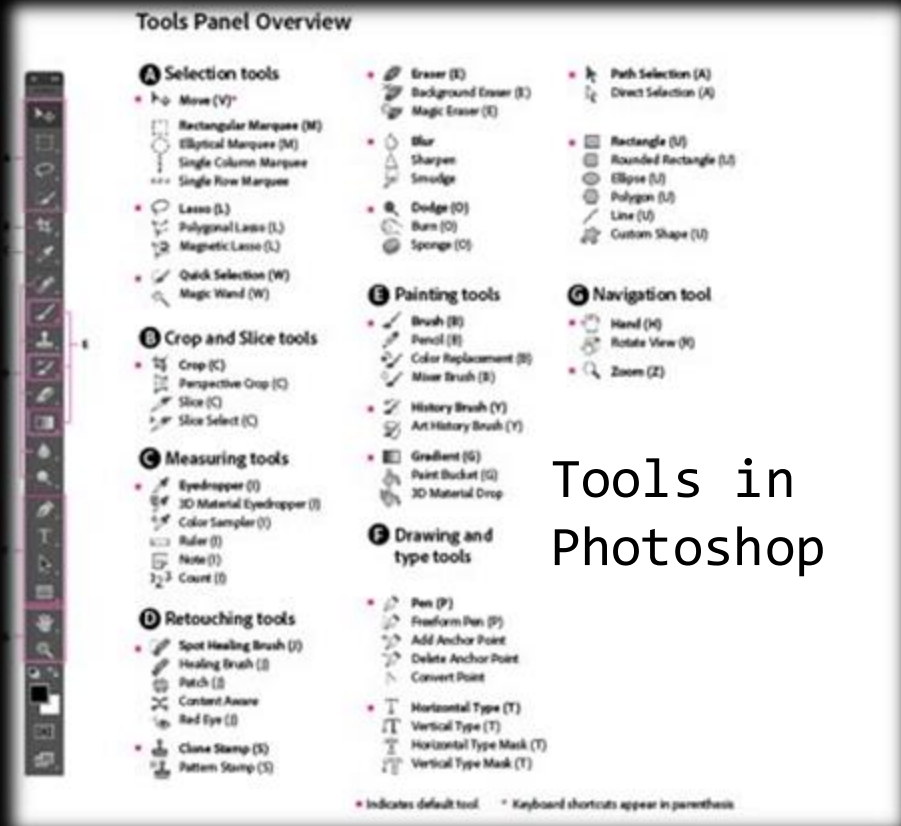 Tools Panel Overview
A Selection tools
Move (V)*
Rectangular Marquee (M)
Elliptical Marquee (M)
Single Column Marquee
Single Row Marquee
Lasso (L)
Polygonal Lasso (L)
Magnetic Lasso (L)
Quick Selection (W)
Magic Wand (W)
B Crop and Slice tools
Crop (C)
Perspective Crop (C)
Slice (C)
Slice Select (C)
C Measuring tools
Eyedropper (I)
3D Material Eyedropper (I)
Color Sampler (I)
Ruler (I)
Note (I)
Count (I)
D Retouching tools
Spot Healing Brush (J)
Healing Brush (J)
Patch (J)
Content Aware
Red Eye (J)
Clone Stamp (S)
Pattern Stamp (S)
Eraser (E)
Background Eraser (E)
Magic Eraser (E)
Blur
Sharpen
Smudge
Dodge (O)
Burn (O)
Sponge (O)
E Painting tools
Brush (B)
Pencil (B)
Color Replacement (B)
Mixer Brush (B)
History Brush (Y)
Art History Brush (Y)
Gradient (G)
Paint Bucket (G)
3D Material Drop
F Drawing and
type tools
Pen (P)
Freeform Pen (P)
Add Anchor Point
Delete Anchor Point
Convert Point
Horizontal Type (T)
Vertical Type (T)
Horizontal Type Mask (T)
Vertical Type Mask (T)
Path Selection (A)
Direct Selection (A)
Rectangle (U)
Rounded Rectangle (U)
Ellipse (U)
Polygon (U)
Line (U)
Custom Shape (U)
G Navigation tool
Hand (H)
Rotate View (R)
Zoom (Z)
Tools in
Photoshop
Indicates default tool * Keyboard shortcuts appear in parenthesis